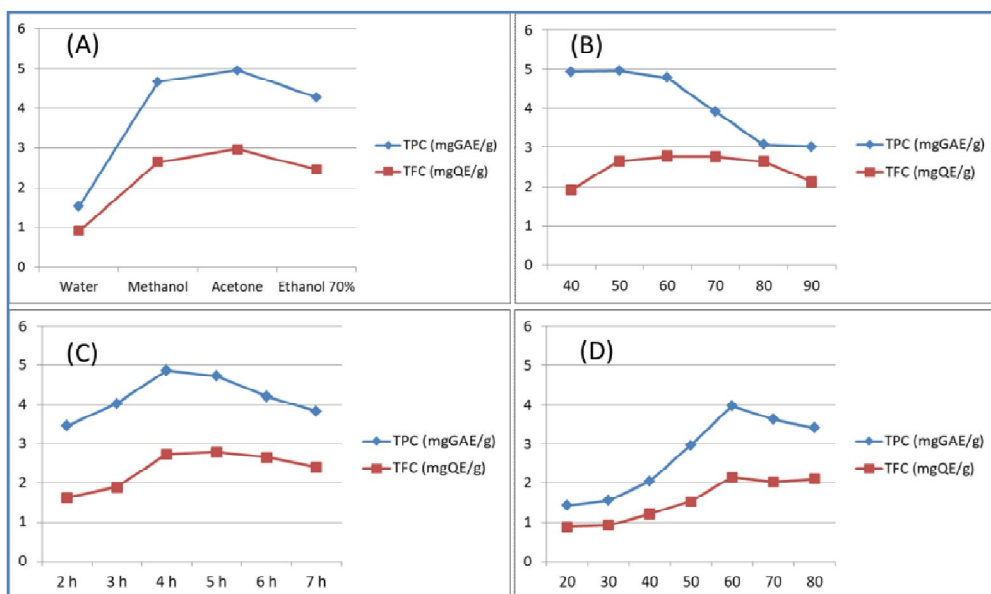 (A)
6
5
4
3
2
1
0
Water Methanol Acetone Ethanol 70%
TPC (mgGAE/g)
TFC (mgQE/g)
(B)
6
5
4
3
2
1
0
40 50 60 70 80 90
TPC (mgGAE/g)
TFC (mgQE/g)
(C)
6
5
4
3
2
1
0
2 h 3 h 4 h 5 h 6 h 7 h
TPC (mgGAE/g)
TFC (mgQE/g)
(D)
6
5
4
3
2
1
0
20 30 40 50 60 70 80
TPC (mgGAE/g)
TFC (mgQE/g)